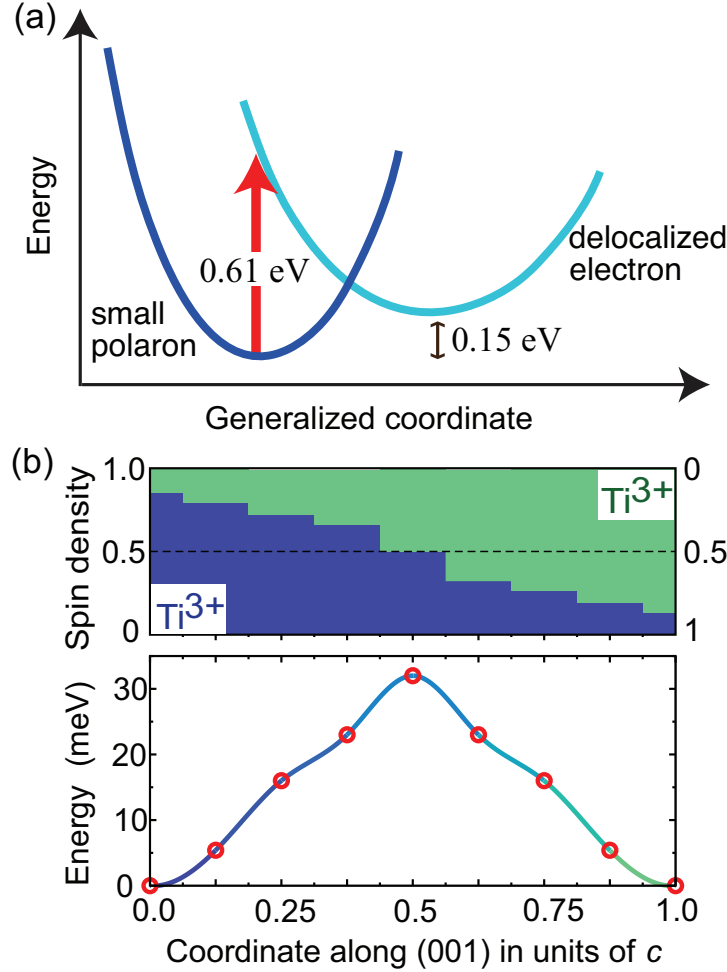 (a)
Energy
0.61 eV
small
polaron
delocalized
electron
0.15 eV
Generalized coordinate
(b)
Spin density
1.0
0.5
0
0
0.5
1
Ti3+
Ti3+
Energy (meV)
30
20
10
0
0.0 0.25 0.5 0.75 1.0
Coordinate along (001) in units of c